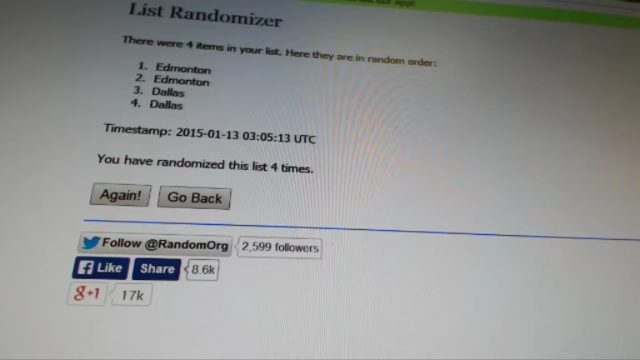 List Randomizer
There were 4 items in your list. Here they are in random order:
1. Edmonton
2. Edmonton
3. Dallas
4. Dallas
Timestamp: 2015-01-13 03:05:13 UTC
You have randomized this list 4 times.
Again! Go Back
Follow @RandomOrg 2,599 followers
f Like Share 8.6k
g+1 17k